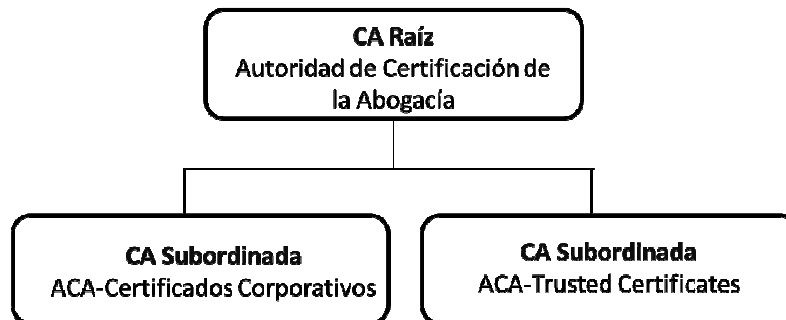 CA Raíz
Autoridad de Certificación de
la Abogacía
CA Subordinada
ACA-Certificados Corporativos
CA Subordinada
ACA-Trusted Certificates